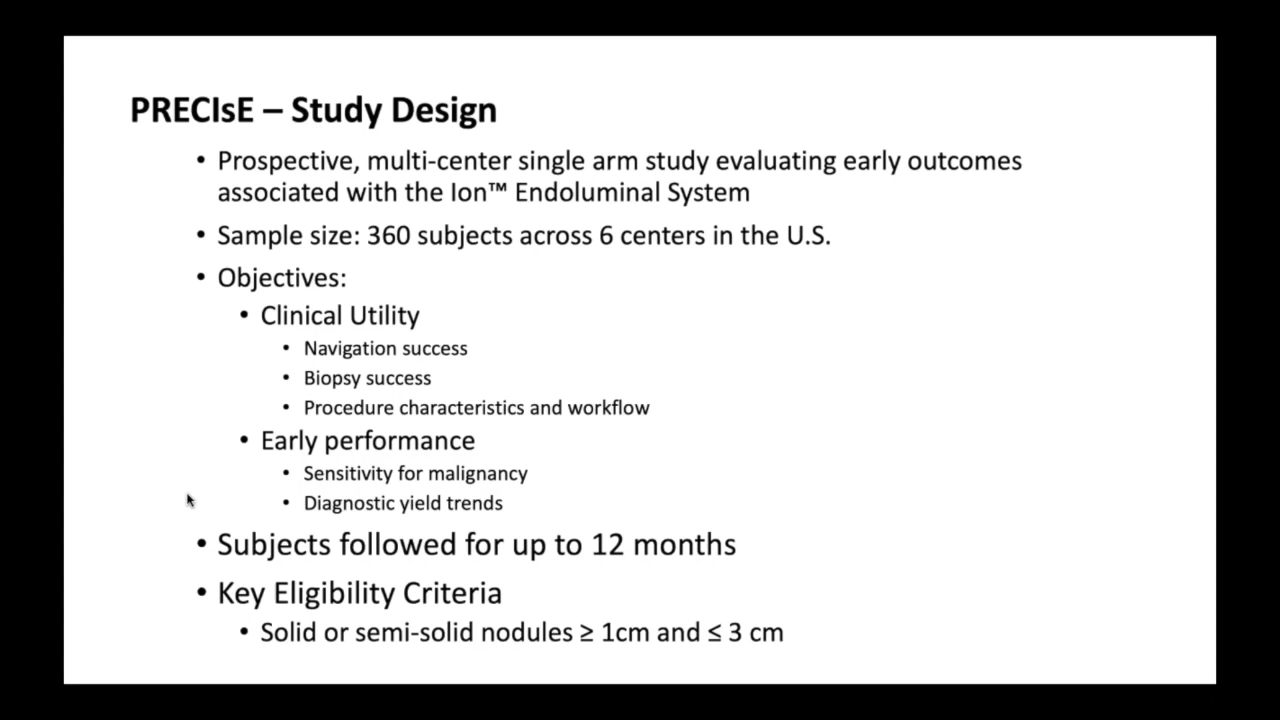 PRECIsE – Study Design
• Prospective, multi-center single arm study evaluating early outcomes
associated with the Ion™ Endoluminal System
• Sample size: 360 subjects across 6 centers in the U.S.
• Objectives:
• Clinical Utility
• Navigation success
• Biopsy success
• Procedure characteristics and workflow
• Early performance
• Sensitivity for malignancy
• Diagnostic yield trends
• Subjects followed for up to 12 months
• Key Eligibility Criteria
• Solid or semi-solid nodules ≥ 1cm and ≤ 3 cm